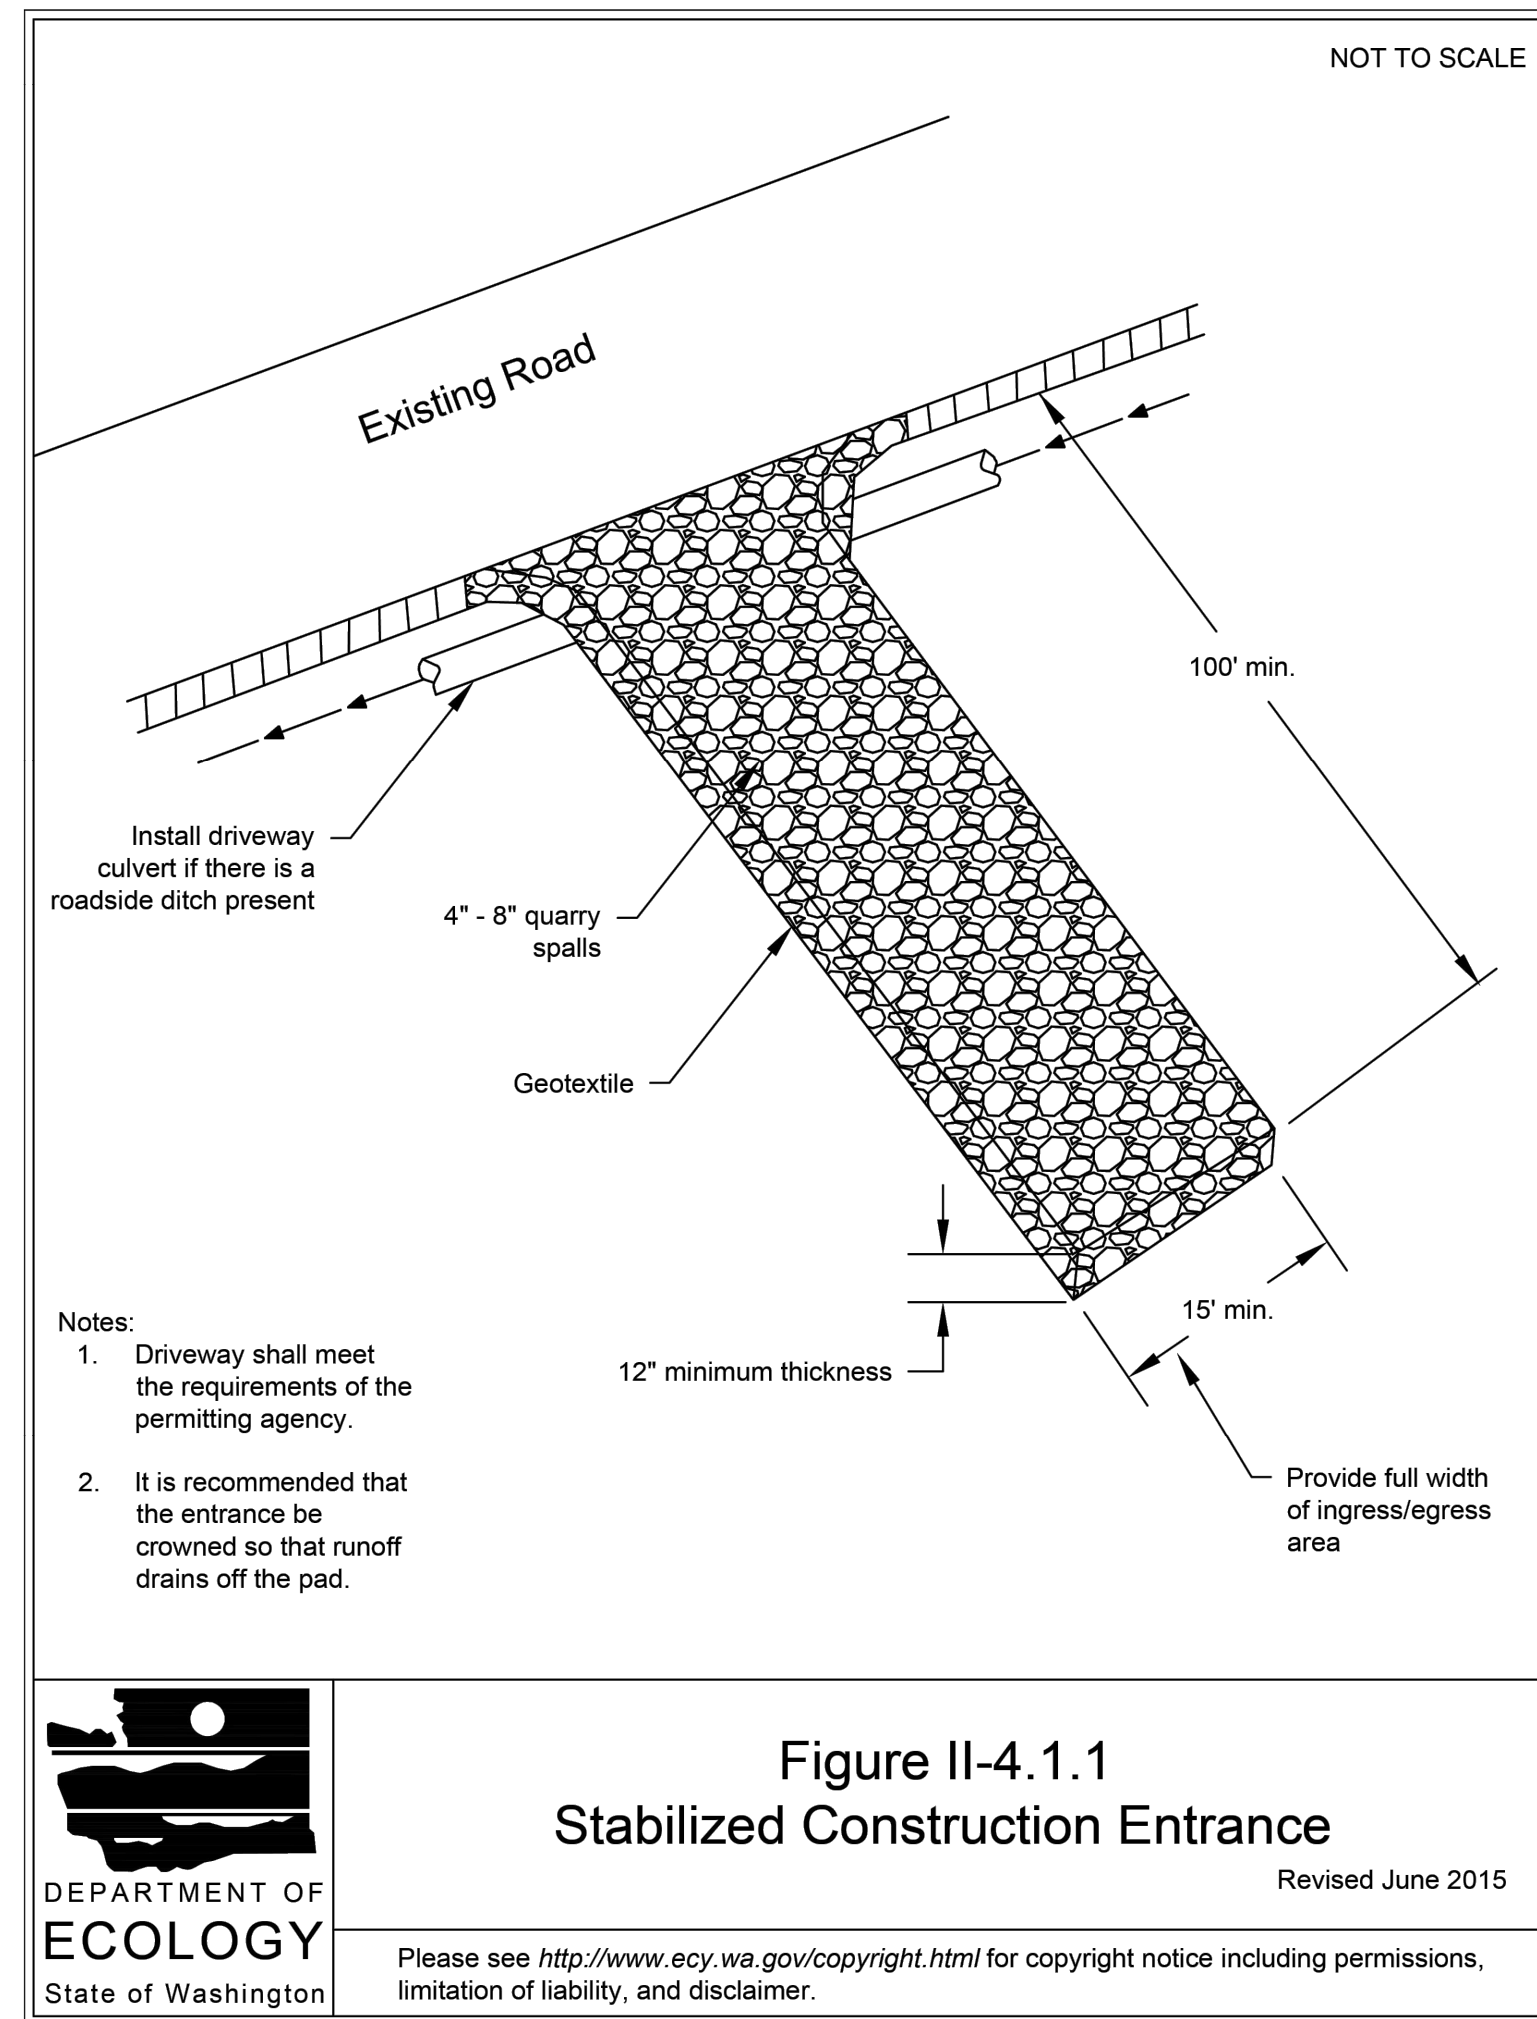 NOT TO SCALE
Existing Road
100' min.
Install driveway
culvert if there is a
roadside ditch present
4" - 8" quarry
spalls
Geotextile
15' min.
12" minimum thickness
Provide full width
of ingress/egress
area
Notes:
1. Driveway shall meet
the requirements of the
permitting agency.
2. It is recommended that
the entrance be
crowned so that runoff
drains off the pad.
DEPARTMENT OF
ECOLOGY
State of Washington
Figure II-4.1.1
Stabilized Construction Entrance
Revised June 2015
Please see http://www.ecy.wa.gov/copyright.html for copyright notice including permissions,
limitation of liability, and disclaimer.